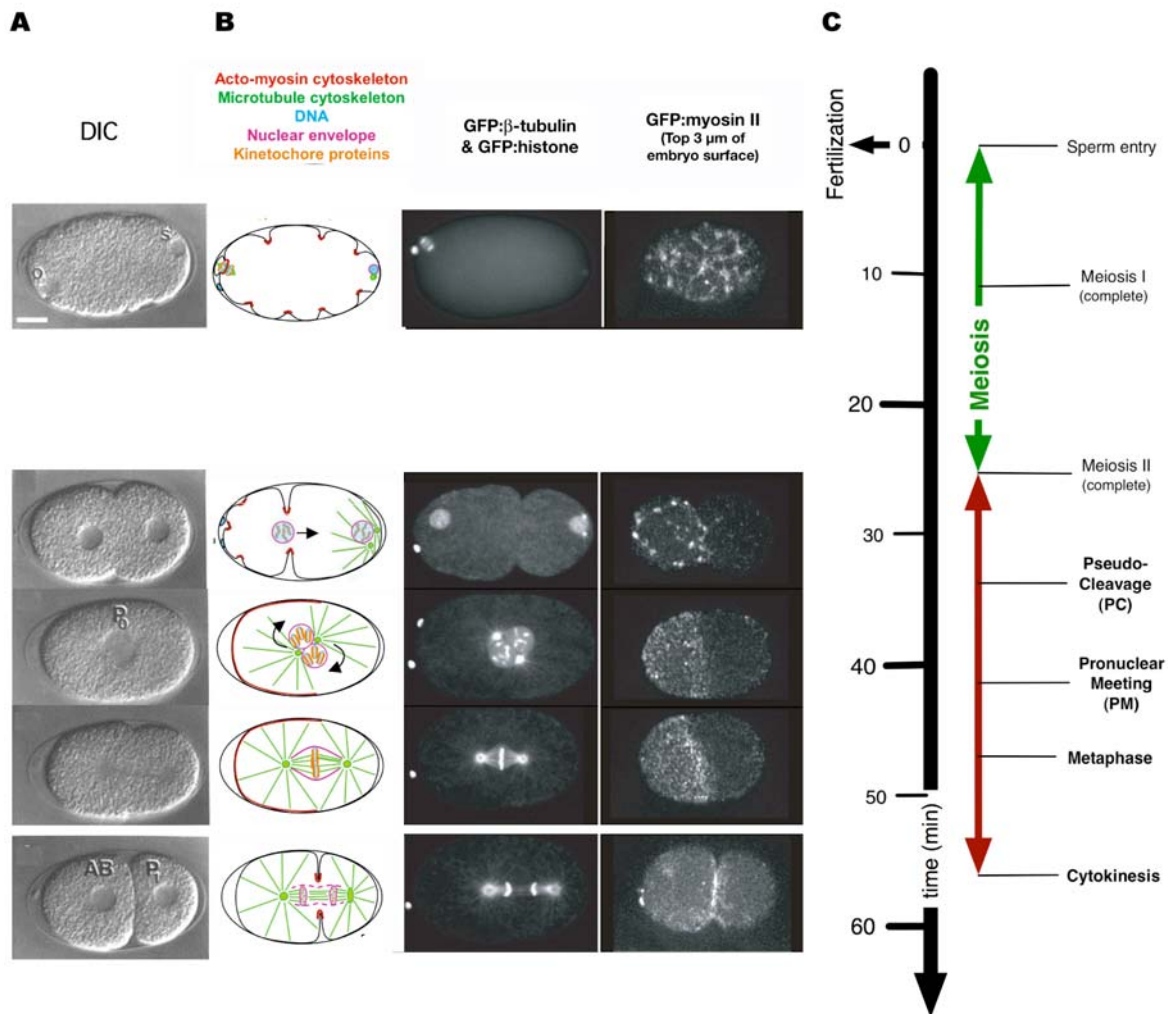 A
B
C
DIC
Acto-myosin cytoskeleton
Microtubule cytoskeleton
DNA
Nuclear envelope
Kinetochore proteins
GFP:β-tubulin
& GFP:histone
GFP:myosin II
(Top 3 µm of
embryo surface)
O
S
P0
AB
P1
Fertilization
0
10
20
30
40
50
60
time (min)
Meiosis
Sperm entry
Meiosis I
(complete)
Meiosis II
(complete)
Pseudo-
Cleavage
(PC)
Pronuclear
Meeting
(PM)
Metaphase
Cytokinesis